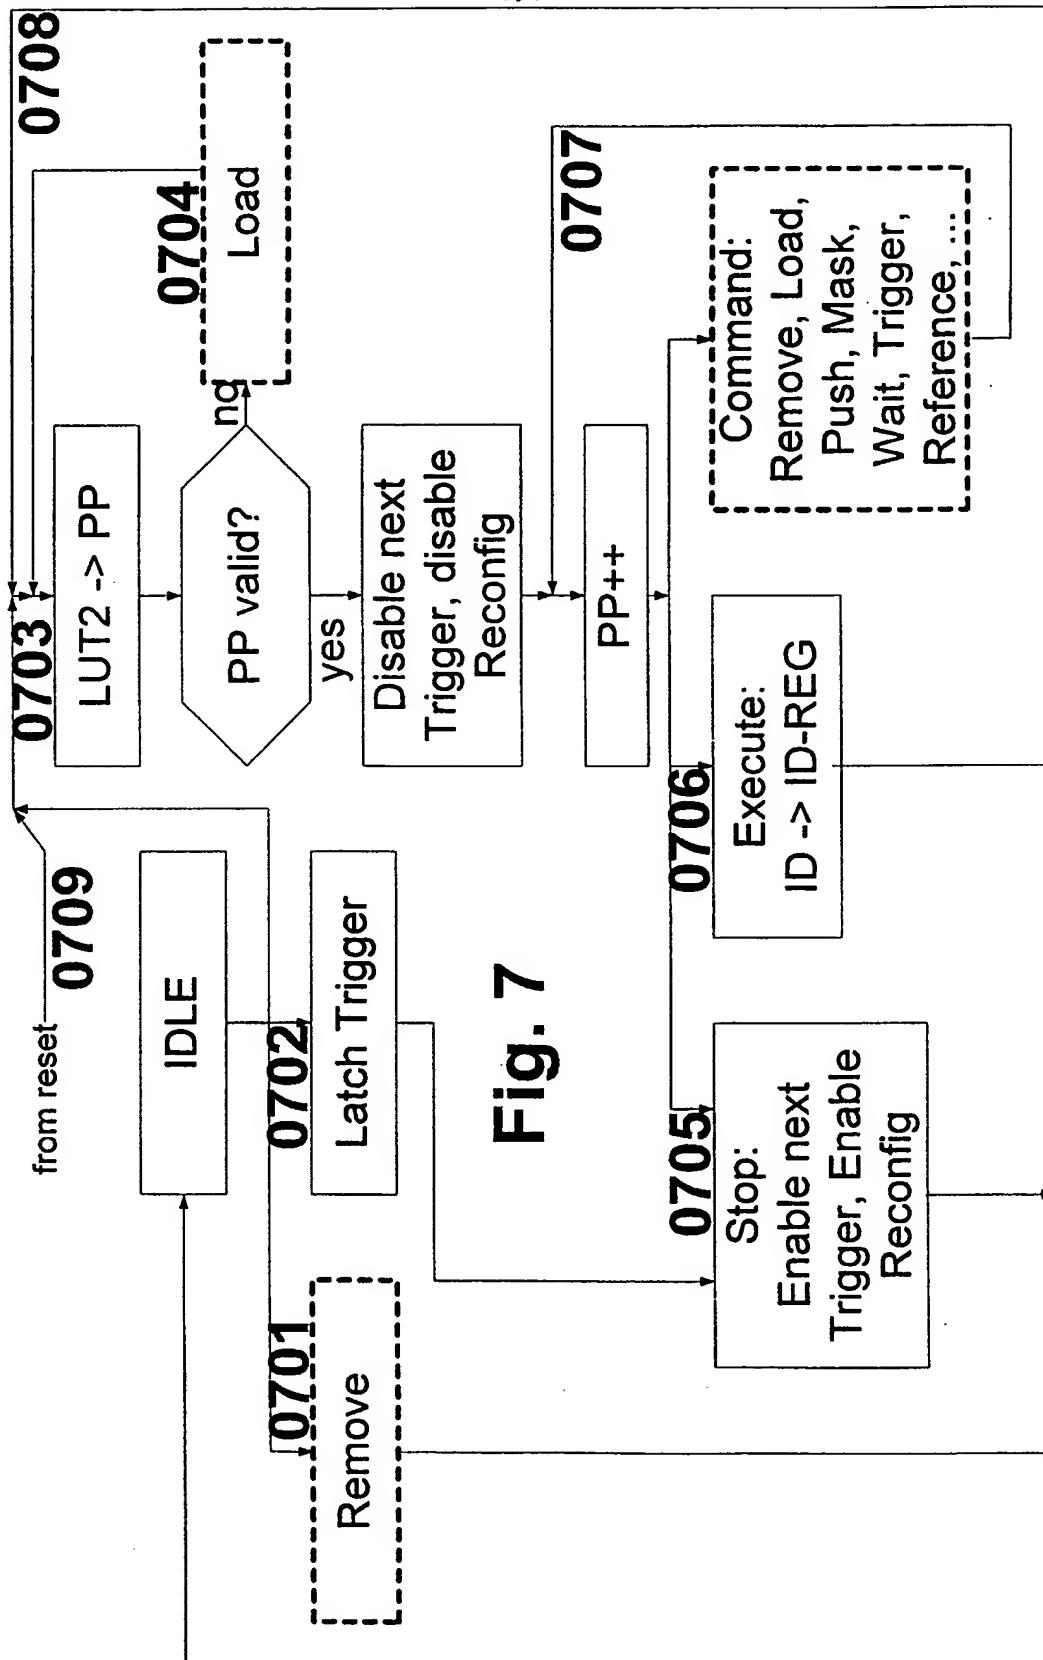 from reset
0709
0703
0708
IDLE
LUT2 -> PP
0704
Load
PP valid?
no
yes
0701
Remove
0702
Latch Trigger
Disable next
Trigger, disable
Reconfig
Fig. 7
0707
PP++
0705
Stop:
Enable next
Trigger, Enable
Reconfig
0706
Execute:
ID -> ID-REG
Command:
Remove, Load,
Push, Mask,
Wait, Trigger,
Reference, ...